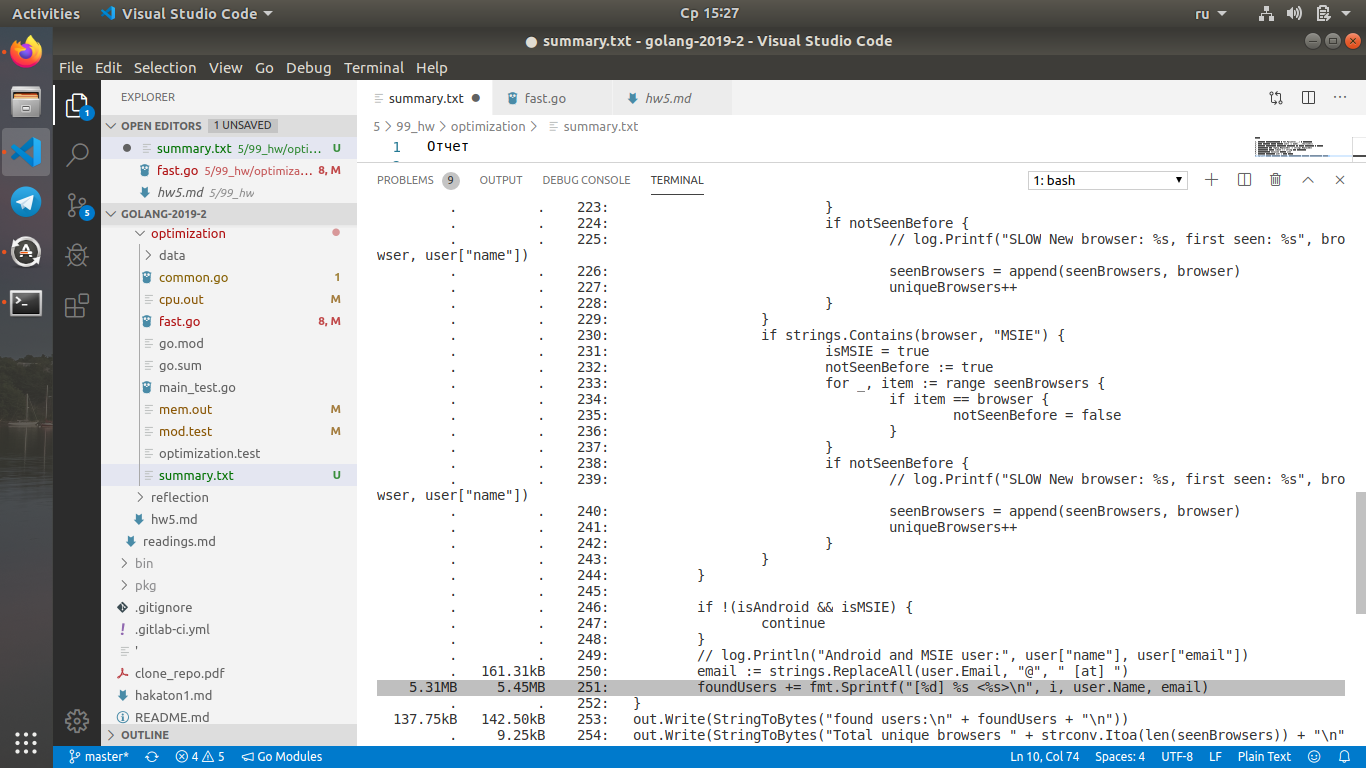 Activities Visual Studio Code Ср 15:27 ru
● summary.txt - golang-2019-2 - Visual Studio Code
File Edit Selection View Go Debug Terminal Help
EXPLORER
OPEN EDITORS 1 UNSAVED
summary.txt 5/99_hw/opti... U
fast.go 5/99_hw/optimiza... 8, M
hw5.md 5/99_hw
GOLANG-2019-2
optimization
data
common.go 1
cpu.out M
fast.go 8, M
go.mod
go.sum
main_test.go
mem.out M
mod.test M
optimization.test
summary.txt U
reflection
hw5.md
readings.md
bin
pkg
.gitignore
.gitlab-ci.yml
'
clone_repo.pdf
hakaton1.md
README.md
OUTLINE
1
5
summary.txt fast.go hw5.md
5 > 99_hw > optimization > summary.txt
1 Отчет
PROBLEMS 9 OUTPUT DEBUG CONSOLE TERMINAL 1: bash
. . 223: }
. . 224: if notSeenBefore {
. . 225: // log.Printf("SLOW New browser: %s, first seen: %s", bro
wser, user["name"])
. . 226: seenBrowsers = append(seenBrowsers, browser)
. . 227: uniqueBrowsers++
. . 228: }
. . 229: }
. . 230: if strings.Contains(browser, "MSIE") {
. . 231: isMSIE = true
. . 232: notSeenBefore := true
. . 233: for _, item := range seenBrowsers {
. . 234: if item == browser {
. . 235: notSeenBefore = false
. . 236: }
. . 237: }
. . 238: if notSeenBefore {
. . 239: // log.Printf("SLOW New browser: %s, first seen: %s", bro
wser, user["name"])
. . 240: seenBrowsers = append(seenBrowsers, browser)
. . 241: uniqueBrowsers++
. . 242: }
. . 243: }
. . 244: }
. . 245:
. . 246: if !(isAndroid && isMSIE) {
. . 247: continue
. . 248: }
. . 249: // log.Println("Android and MSIE user:", user["name"], user["email"])
. 161.31kB 250: email := strings.ReplaceAll(user.Email, "@", " [at] ")
5.31MB 5.45MB 251: foundUsers += fmt.Sprintf("[%d] %s <%s>\n", i, user.Name, email)
. . 252: }
137.75kB 142.50kB 253: out.Write(StringToBytes("found users:\n" + foundUsers + "\n"))
. 9.25kB 254: out.Write(StringToBytes("Total unique browsers " + strconv.Itoa(len(seenBrowsers)) + "\n"
master* 4 5 Go Modules Ln 10, Col 74 Spaces: 4 UTF-8 LF Plain Text